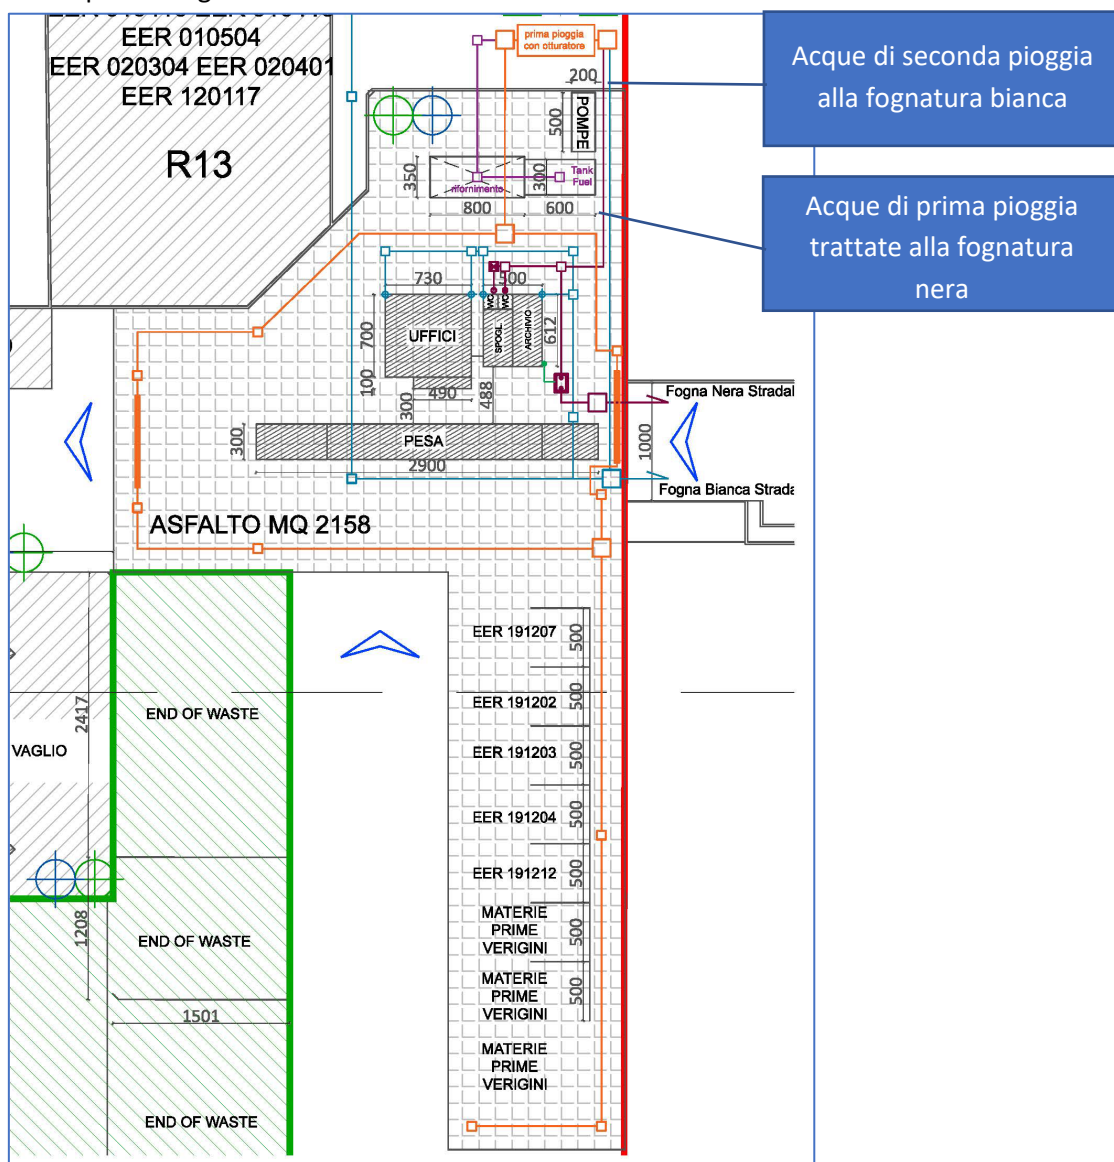 EER 010504
EER 020304 EER 020401
EER 120117
R13
prima pioggia
con otturatore
Acque di seconda pioggia
alla fognatura bianca
200
500
POMPE
350
rifornimento
300
Tank
Fuel
800
600
Acque di prima pioggia
trattate alla fognatura
nera
730
500
WC
WC
700
UFFICI
SPOGL.
ARCHIVIO
612
100
490
300
488
Fogna Nera Stradal
300
PESA
1000
2900
Fogna Bianca Strada
ASFALTO MQ 2158
EER 191207
500
2417
END OF WASTE
EER 191202
500
VAGLIO
EER 191203
500
EER 191204
500
EER 191212
500
1208
END OF WASTE
MATERIE
PRIME
VERIGINI
500
MATERIE
PRIME
VERIGINI
500
1501
MATERIE
PRIME
VERIGINI
END OF WASTE